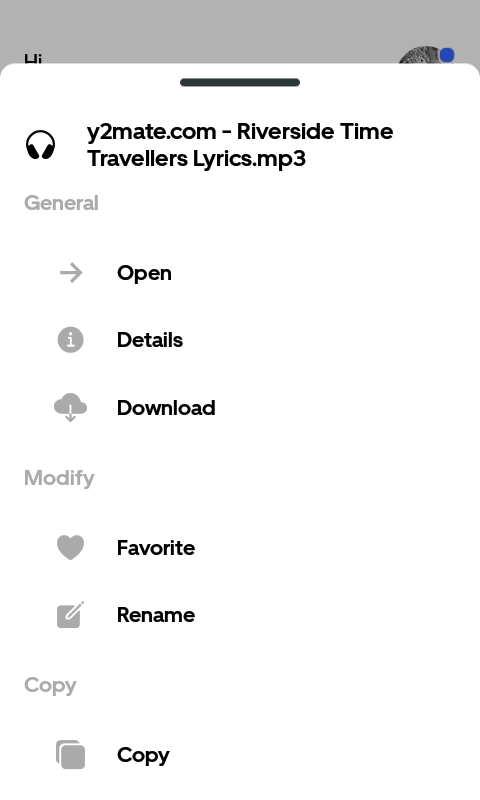 Hi
y2mate.com - Riverside Time
Travellers Lyrics.mp3
General
Open
Details
Download
Modify
Favorite
Rename
Copy
Copy